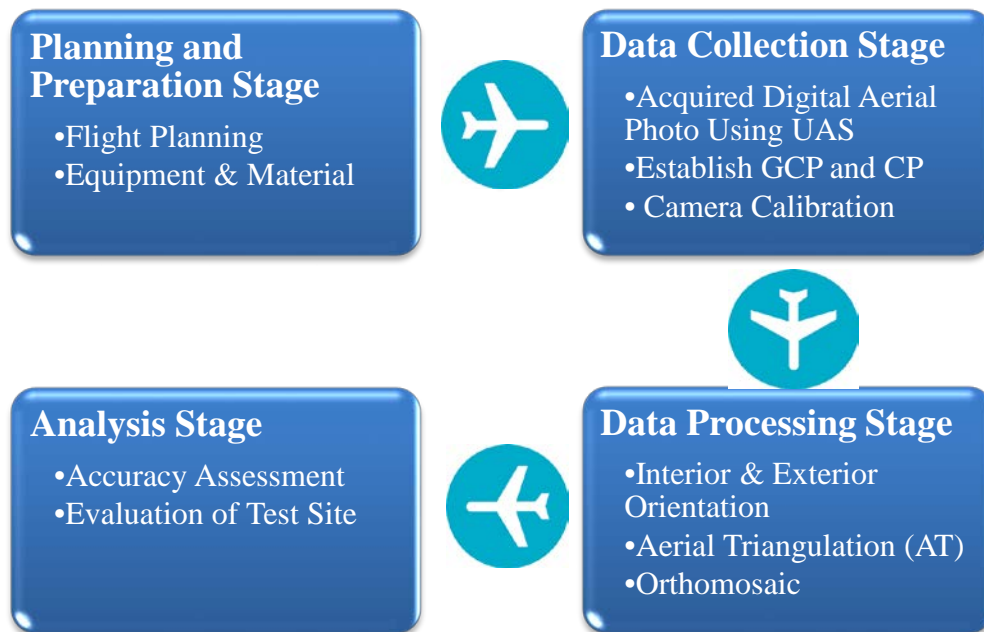 Planning and
Preparation Stage
•Flight Planning
•Equipment & Material
Data Collection Stage
•Acquired Digital Aerial
Photo Using UAS
•Establish GCP and CP
• Camera Calibration
Data Processing Stage
•Interior & Exterior
Orientation
•Aerial Triangulation (AT)
•Orthomosaic
Analysis Stage
•Accuracy Assessment
•Evaluation of Test Site